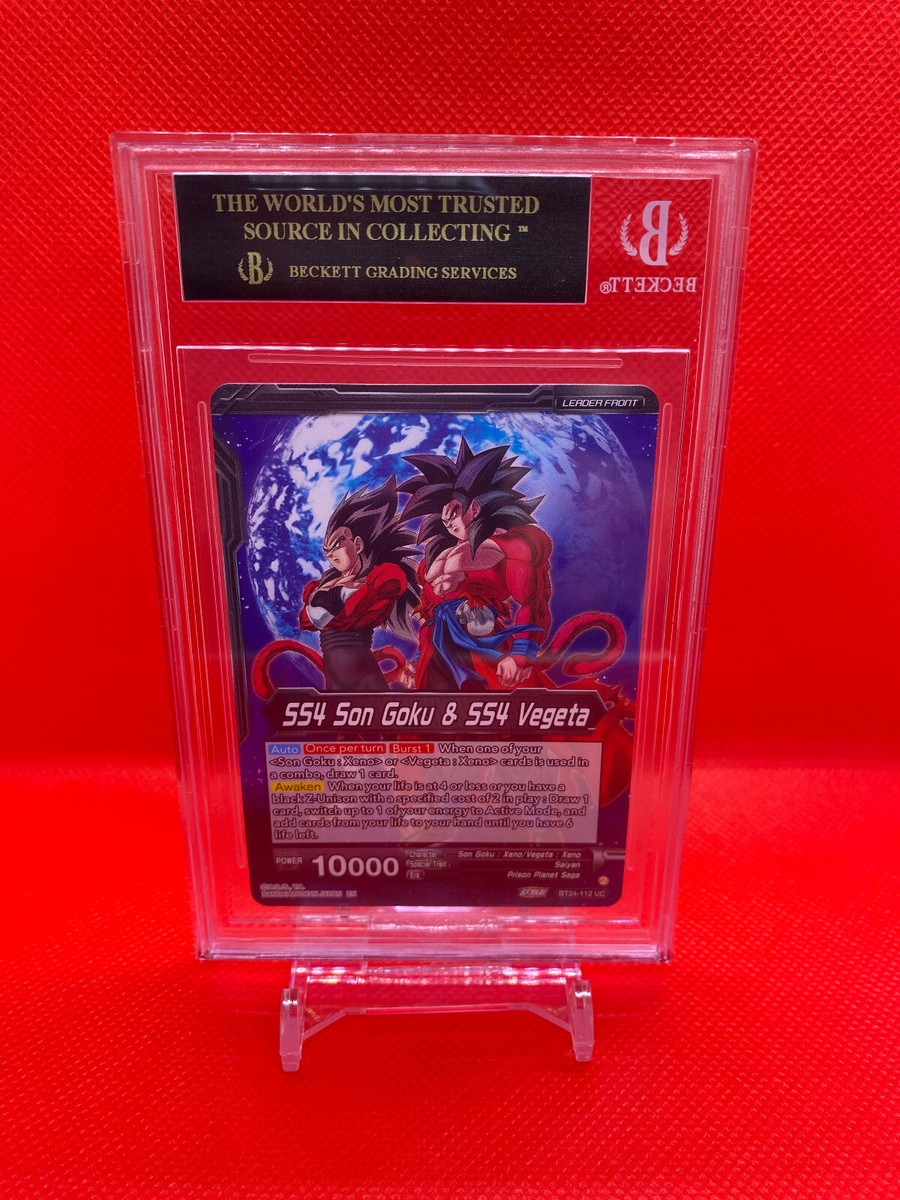 THE WORLD'S MOST TRUSTED
SOURCE IN COLLECTING ™
B BECKETT GRADING SERVICES
B
BECKETT®
LEADER FRONT
SS4 Son Goku & SS4 Vegeta
Auto Once per turn Burst 1 When one of your
<Son Goku : Xeno> or <Vegeta : Xeno> cards is used in
a combo, draw 1 card.
Awaken When your life is at 4 or less or you have a
black Z-Unison with a specified cost of 2 in play : Draw 1
card, switch up to 1 of your energy to Active Mode, and
add cards from your life to your hand until you have 6
life left.
POWER 10000
Character Son Goku : Xeno/Vegeta : Xeno
Special Trait Saiyan
Era Prison Planet Saga
BT24-112 UC